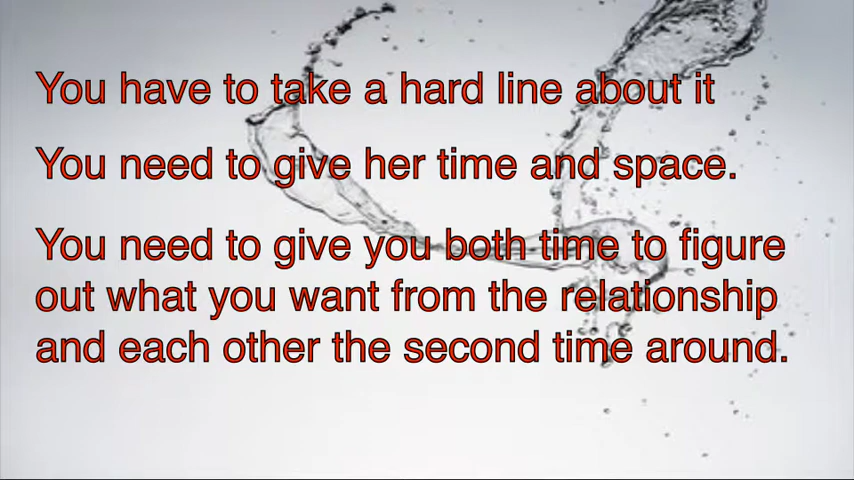 You have to take a hard line about it
You need to give her time and space.
You need to give you both time to figure
out what you want from the relationship
and each other the second time around.